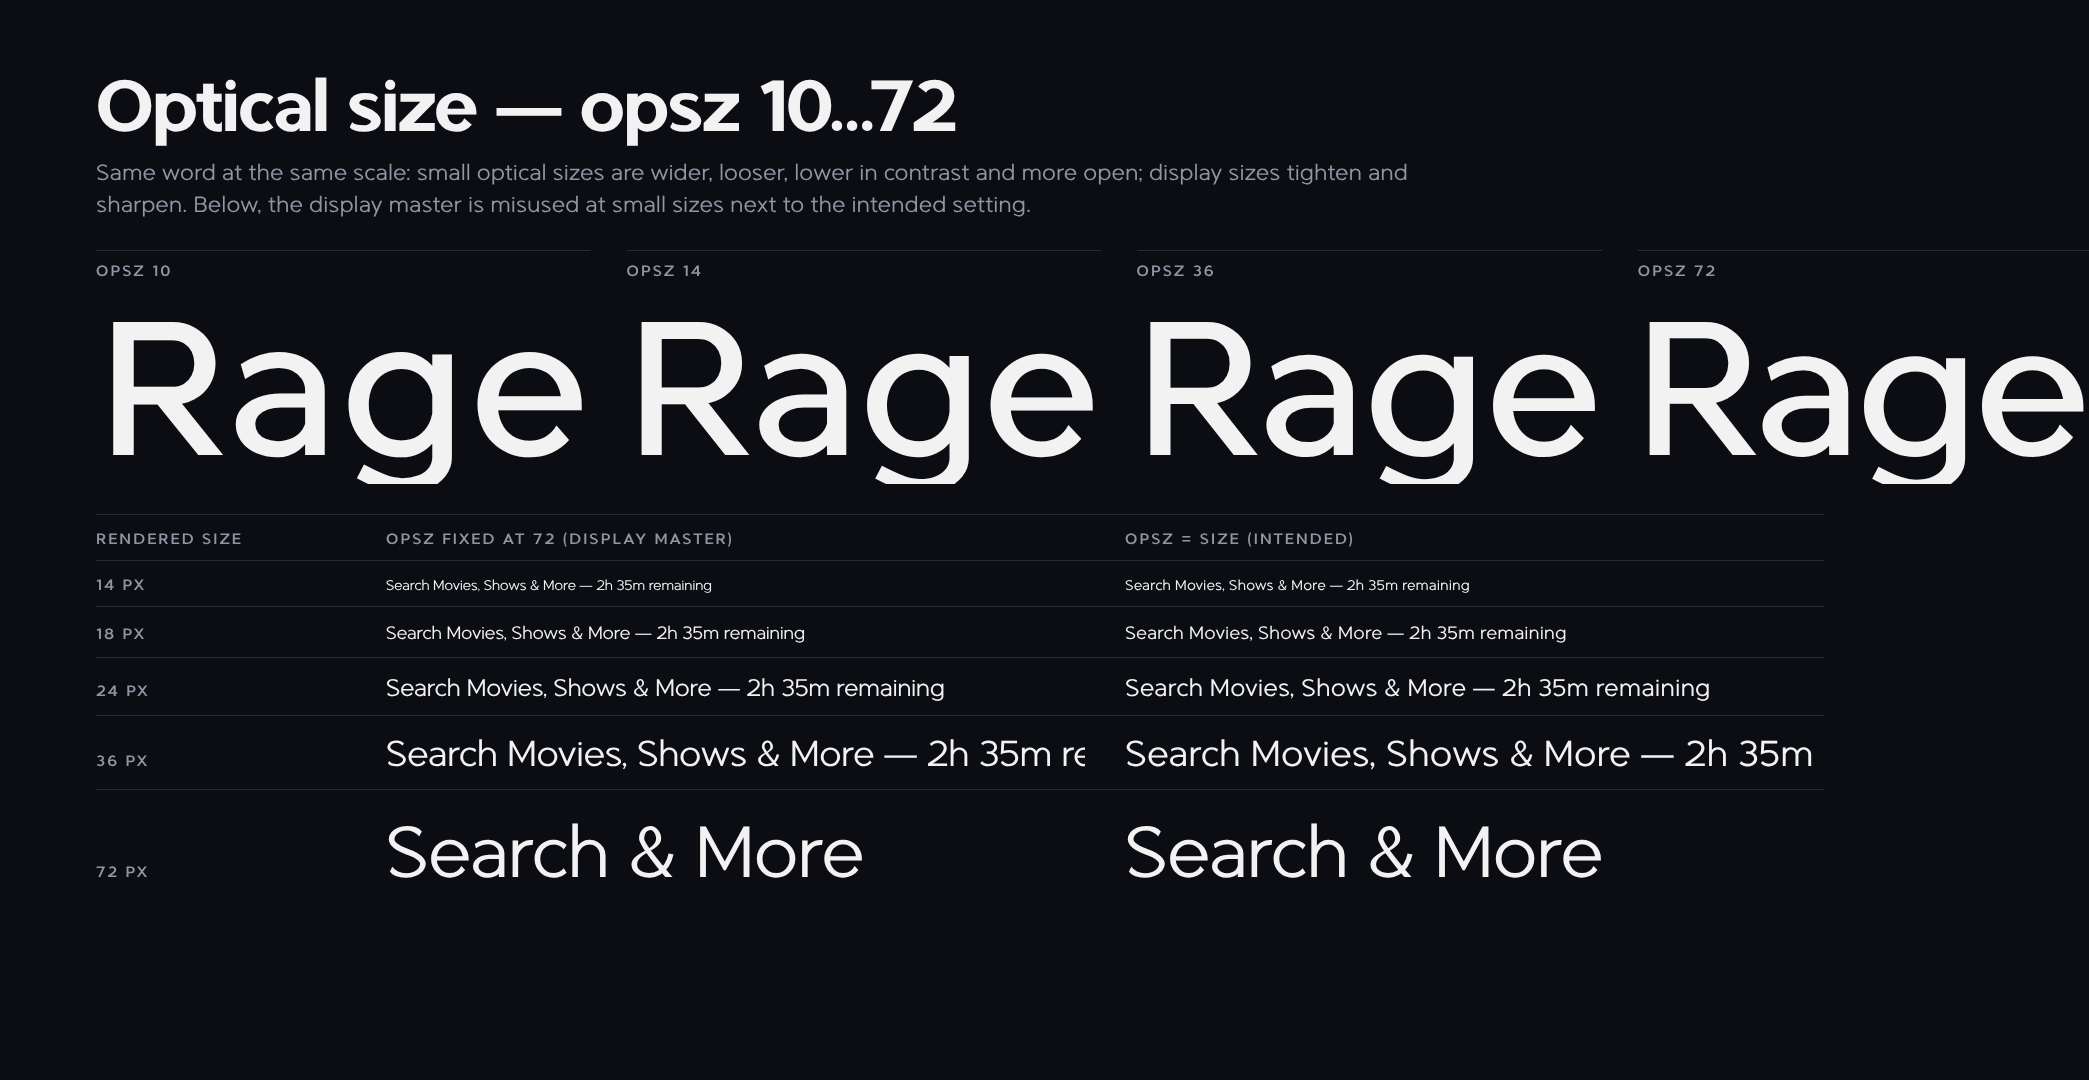 Optical size — opsz 10…72
Same word at the same scale: small optical sizes are wider, looser, lower in contrast and more open; display sizes tighten and
sharpen. Below, the display master is misused at small sizes next to the intended setting.
OPSZ 10 OPSZ 14 OPSZ 36 OPSZ 72
Rage Rage Rage Rage
RENDERED SIZE OPSZ FIXED AT 72 (DISPLAY MASTER) OPSZ = SIZE (INTENDED)
14 PX Search Movies, Shows & More — 2h 35m remaining Search Movies, Shows & More — 2h 35m remaining
18 PX Search Movies, Shows & More — 2h 35m remaining Search Movies, Shows & More — 2h 35m remaining
24 PX Search Movies, Shows & More — 2h 35m remaining Search Movies, Shows & More — 2h 35m remaining
36 PX Search Movies, Shows & More — 2h 35m re Search Movies, Shows & More — 2h 35m
72 PX Search & More Search & More